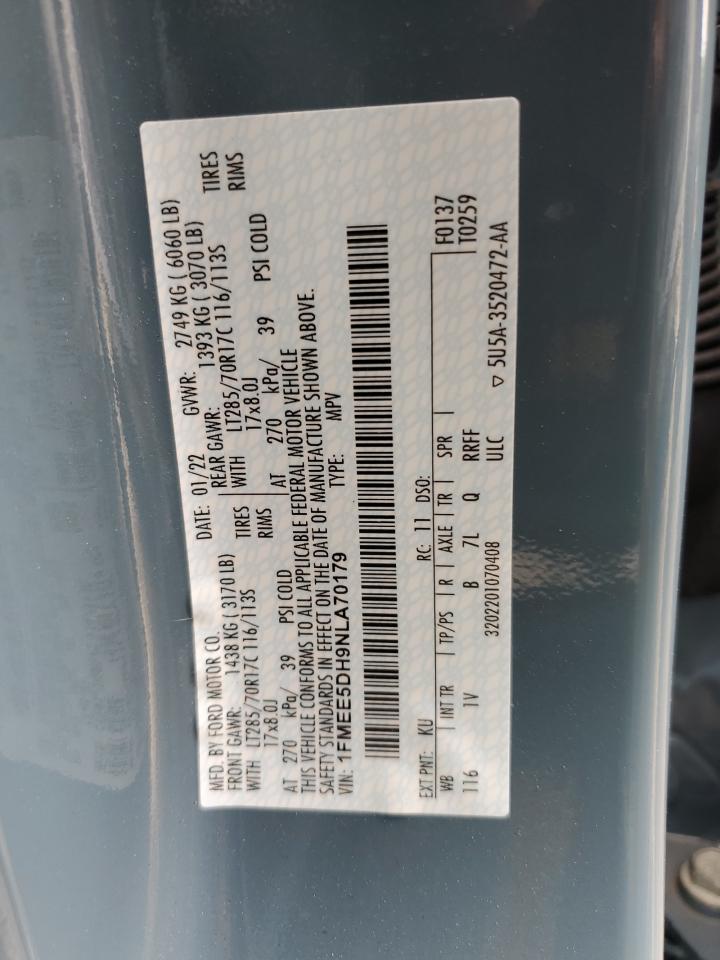 MFD. BY FORD MOTOR CO. DATE: 01/22 GVWR: 2749 KG ( 6060 LB)
FRONT GAWR: 1438 KG ( 3170 LB) REAR GAWR: 1393 KG ( 3070 LB)
WITH LT285/70R17C 116/113S TIRES WITH LT285/70R17C 116/113S TIRES
17x8.0J RIMS 17x8.0J RIMS
AT 270 kPa/ 39 PSI COLD AT 270 kPa/ 39 PSI COLD
THIS VEHICLE CONFORMS TO ALL APPLICABLE FEDERAL MOTOR VEHICLE
SAFETY STANDARDS IN EFFECT ON THE DATE OF MANUFACTURE SHOWN ABOVE.
VIN: 1FMEE5DH9NLA70179 TYPE: MPV
EXT PNT: KU RC: 11 DSO: F0137
WB INT TR TP/PS R AXLE TR SPR T0259
116 1V B 7L Q RRFF
3202201070408 ULC ▽ 5U5A-3520472-AA